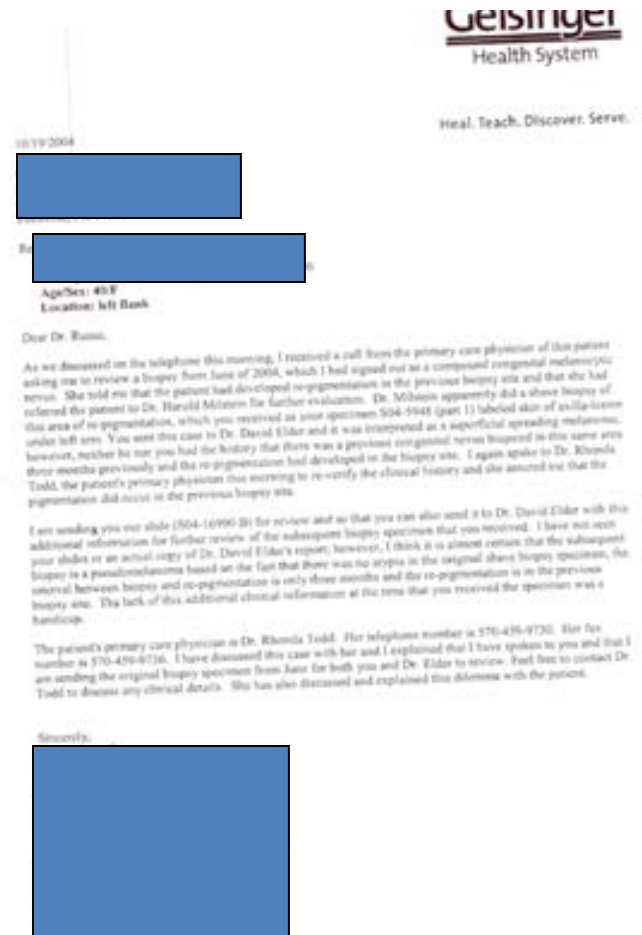 Geisinger
Health System
Heal. Teach. Discover. Serve.
10/19/2004
Re
Age/Sex: 40/F
Location: left flank
Dear Dr. Russo,
As we discussed on the telephone this morning, I received a call from the primary care physician of this patient
asking me to review a biopsy from June of 2004, which I had signed out as a compound congenital melanocytic
nevus. She told me that the patient had developed re-pigmentation in the previous biopsy site and that she had
referred the patient to Dr. Harold Milstein for further evaluation. Dr. Milstein apparently did a shave biopsy of
this area of re-pigmentation, which you received as your specimen S04-5948 (part 1) labeled skin of axilla-lesion
under left arm. You sent this case to Dr. David Elder and it was interpreted as a superficial spreading melanoma;
however, neither he nor you had the history that there was a previous congenital nevus biopsied in this same area
three months previously and the re-pigmentation had developed in the biopsy site. I again spoke to Dr. Rhonda
Todd, the patient's primary physician this morning to re-verify the clinical history and she assured me that the
pigmentation did occur in the previous biopsy site.
I am sending you our slide (S04-16990 B) for review and so that you can also send it to Dr. David Elder with this
additional information for further review of the subsequent biopsy specimen that you received. I have not seen
your slides or an actual copy of Dr. David Elder's report; however, I think it is almost certain that the subsequent
biopsy is a pseudomelanoma based on the fact that there was no atypia in the original shave biopsy specimen, the
interval between biopsy and re-pigmentation is only three months and the re-pigmentation is in the previous
biopsy site. The lack of this additional clinical information at the time that you received the specimen was a
handicap.
The patient's primary care physician is Dr. Rhonda Todd. Her telephone number is 570-459-9730. Her fax
number is 570-459-9736. I have discussed this case with her and I explained that I have spoken to you and that I
am sending the original biopsy specimen from June for both you and Dr. Elder to review. Feel free to contact Dr.
Todd to discuss any clinical details. She has also discussed and explained this dilemma with the patient.
Sincerely,